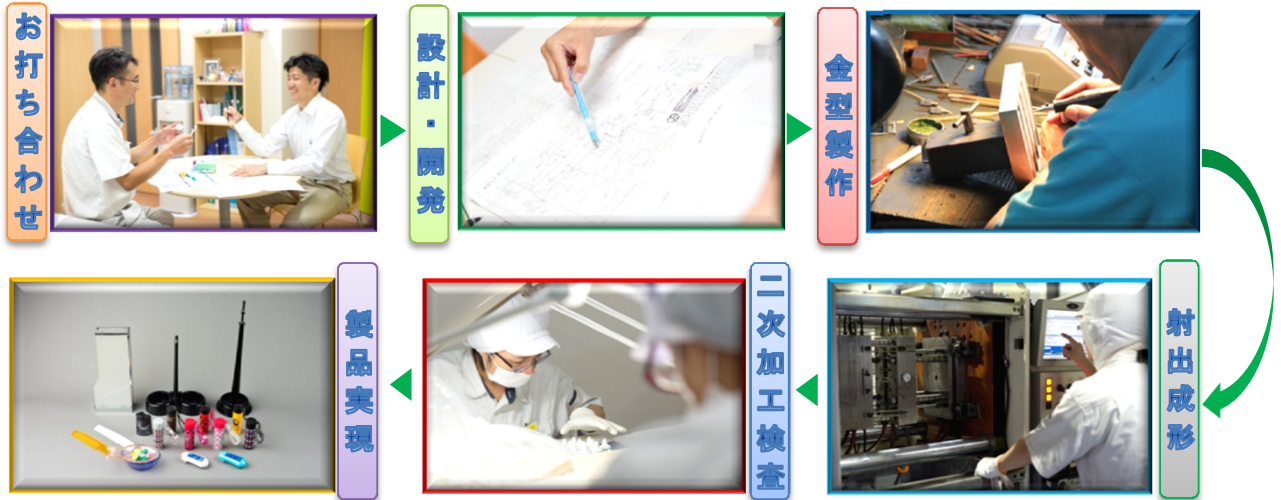 お打ち合わせ
設計・開発
金型製作
射出成形
二次加工検査
製品実現